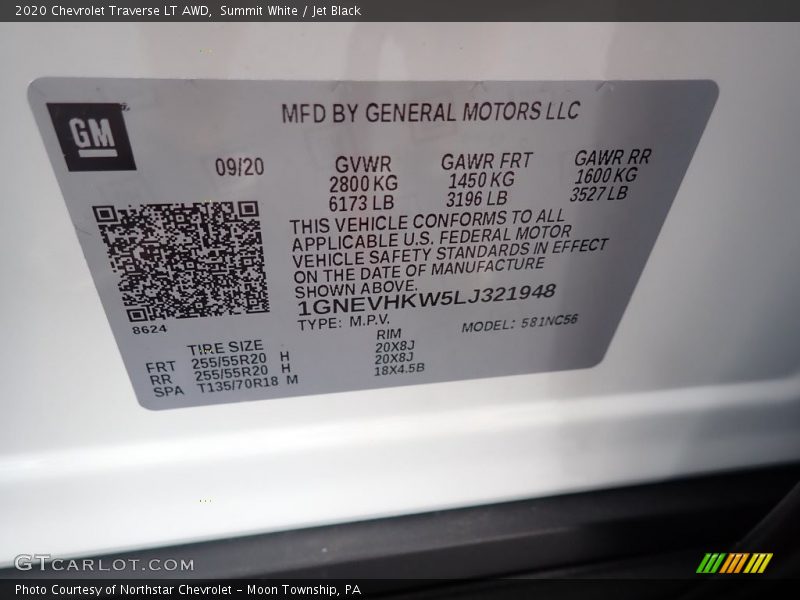 2020 Chevrolet Traverse LT AWD,  Summit White / Jet Black
GM
MFD BY GENERAL MOTORS LLC
09/20
GVWR
2800 KG
6173 LB
GAWR FRT
1450 KG
3196 LB
GAWR RR
1600 KG
3527 LB
THIS VEHICLE CONFORMS TO ALL
APPLICABLE U.S. FEDERAL MOTOR
VEHICLE SAFETY STANDARDS IN EFFECT
ON THE DATE OF MANUFACTURE
SHOWN ABOVE.
1GNEVHKW5LJ321948
TYPE: M.P.V.
MODEL: 581NC56
8624
TIRE SIZE RIM
FRT 255/55R20 H 20X8J
RR 255/55R20 H 20X8J
SPA T135/70R18 M 18X4.5B
GTCARLOT.COM
Photo Courtesy of Northstar Chevrolet - Moon Township, PA